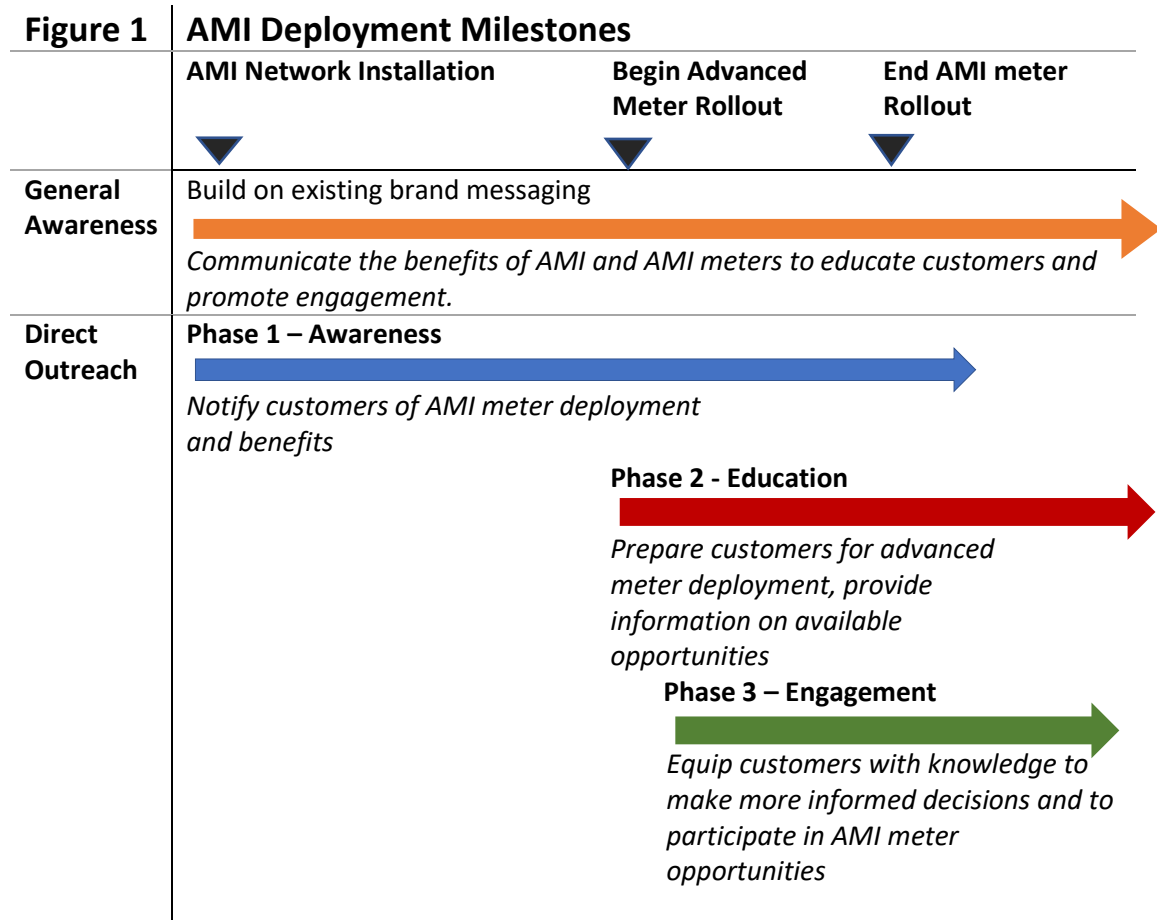 Figure 1 AMI Deployment Milestones
AMI Network Installation
Begin Advanced
Meter Rollout
End AMI meter
Rollout
General
Awareness
Build on existing brand messaging
Communicate the benefits of AMI and AMI meters to educate customers and
promote engagement.
Direct
Outreach
Phase 1 – Awareness
Notify customers of AMI meter deployment
and benefits
Phase 2 - Education
Prepare customers for advanced
meter deployment, provide
information on available
opportunities
Phase 3 – Engagement
Equip customers with knowledge to
make more informed decisions and to
participate in AMI meter
opportunities